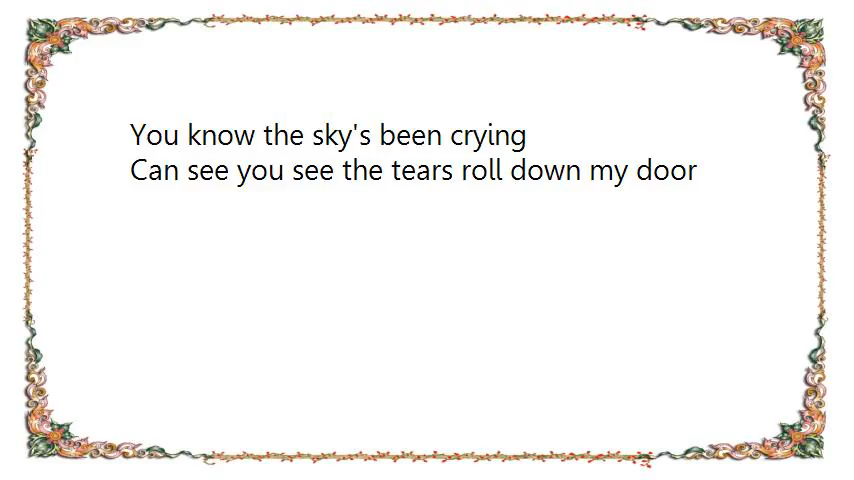 You know the sky's been crying
Can see you see the tears roll down my door